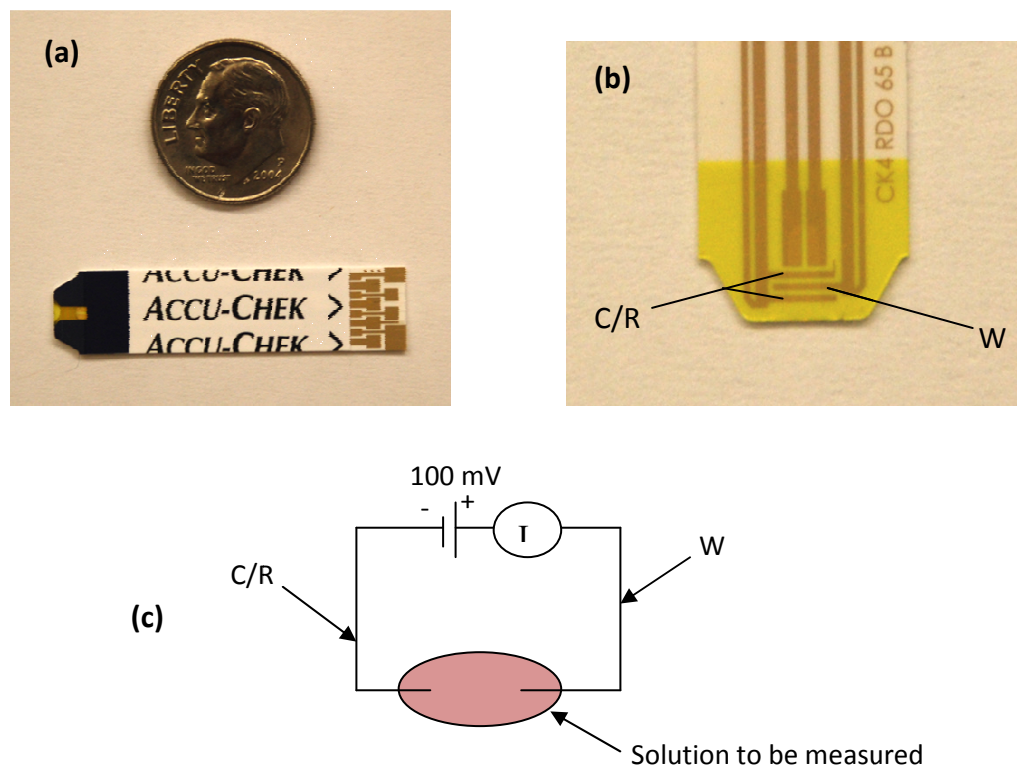 (a)
LIBERTY
IN GOD
WE TRUST
P
2004
ACCU-CHEK >
ACCU-CHEK >
ACCU-CHEK >
(b)
CK4 RDO 65 B
C/R
W
100 mV
- +
I
C/R
W
(c)
Solution to be measured